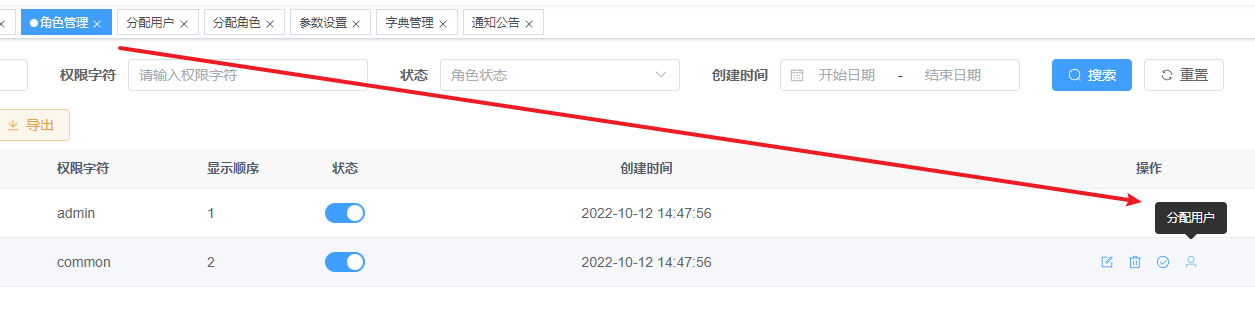 角色管理 分配用户 分配角色 参数设置 字典管理 通知公告
权限字符 请输入权限字符 状态 角色状态 创建时间 开始日期 - 结束日期 搜索 重置
导出
权限字符 显示顺序 状态 创建时间 操作
admin 1 2022-10-12 14:47:56
分配用户
common 2 2022-10-12 14:47:56